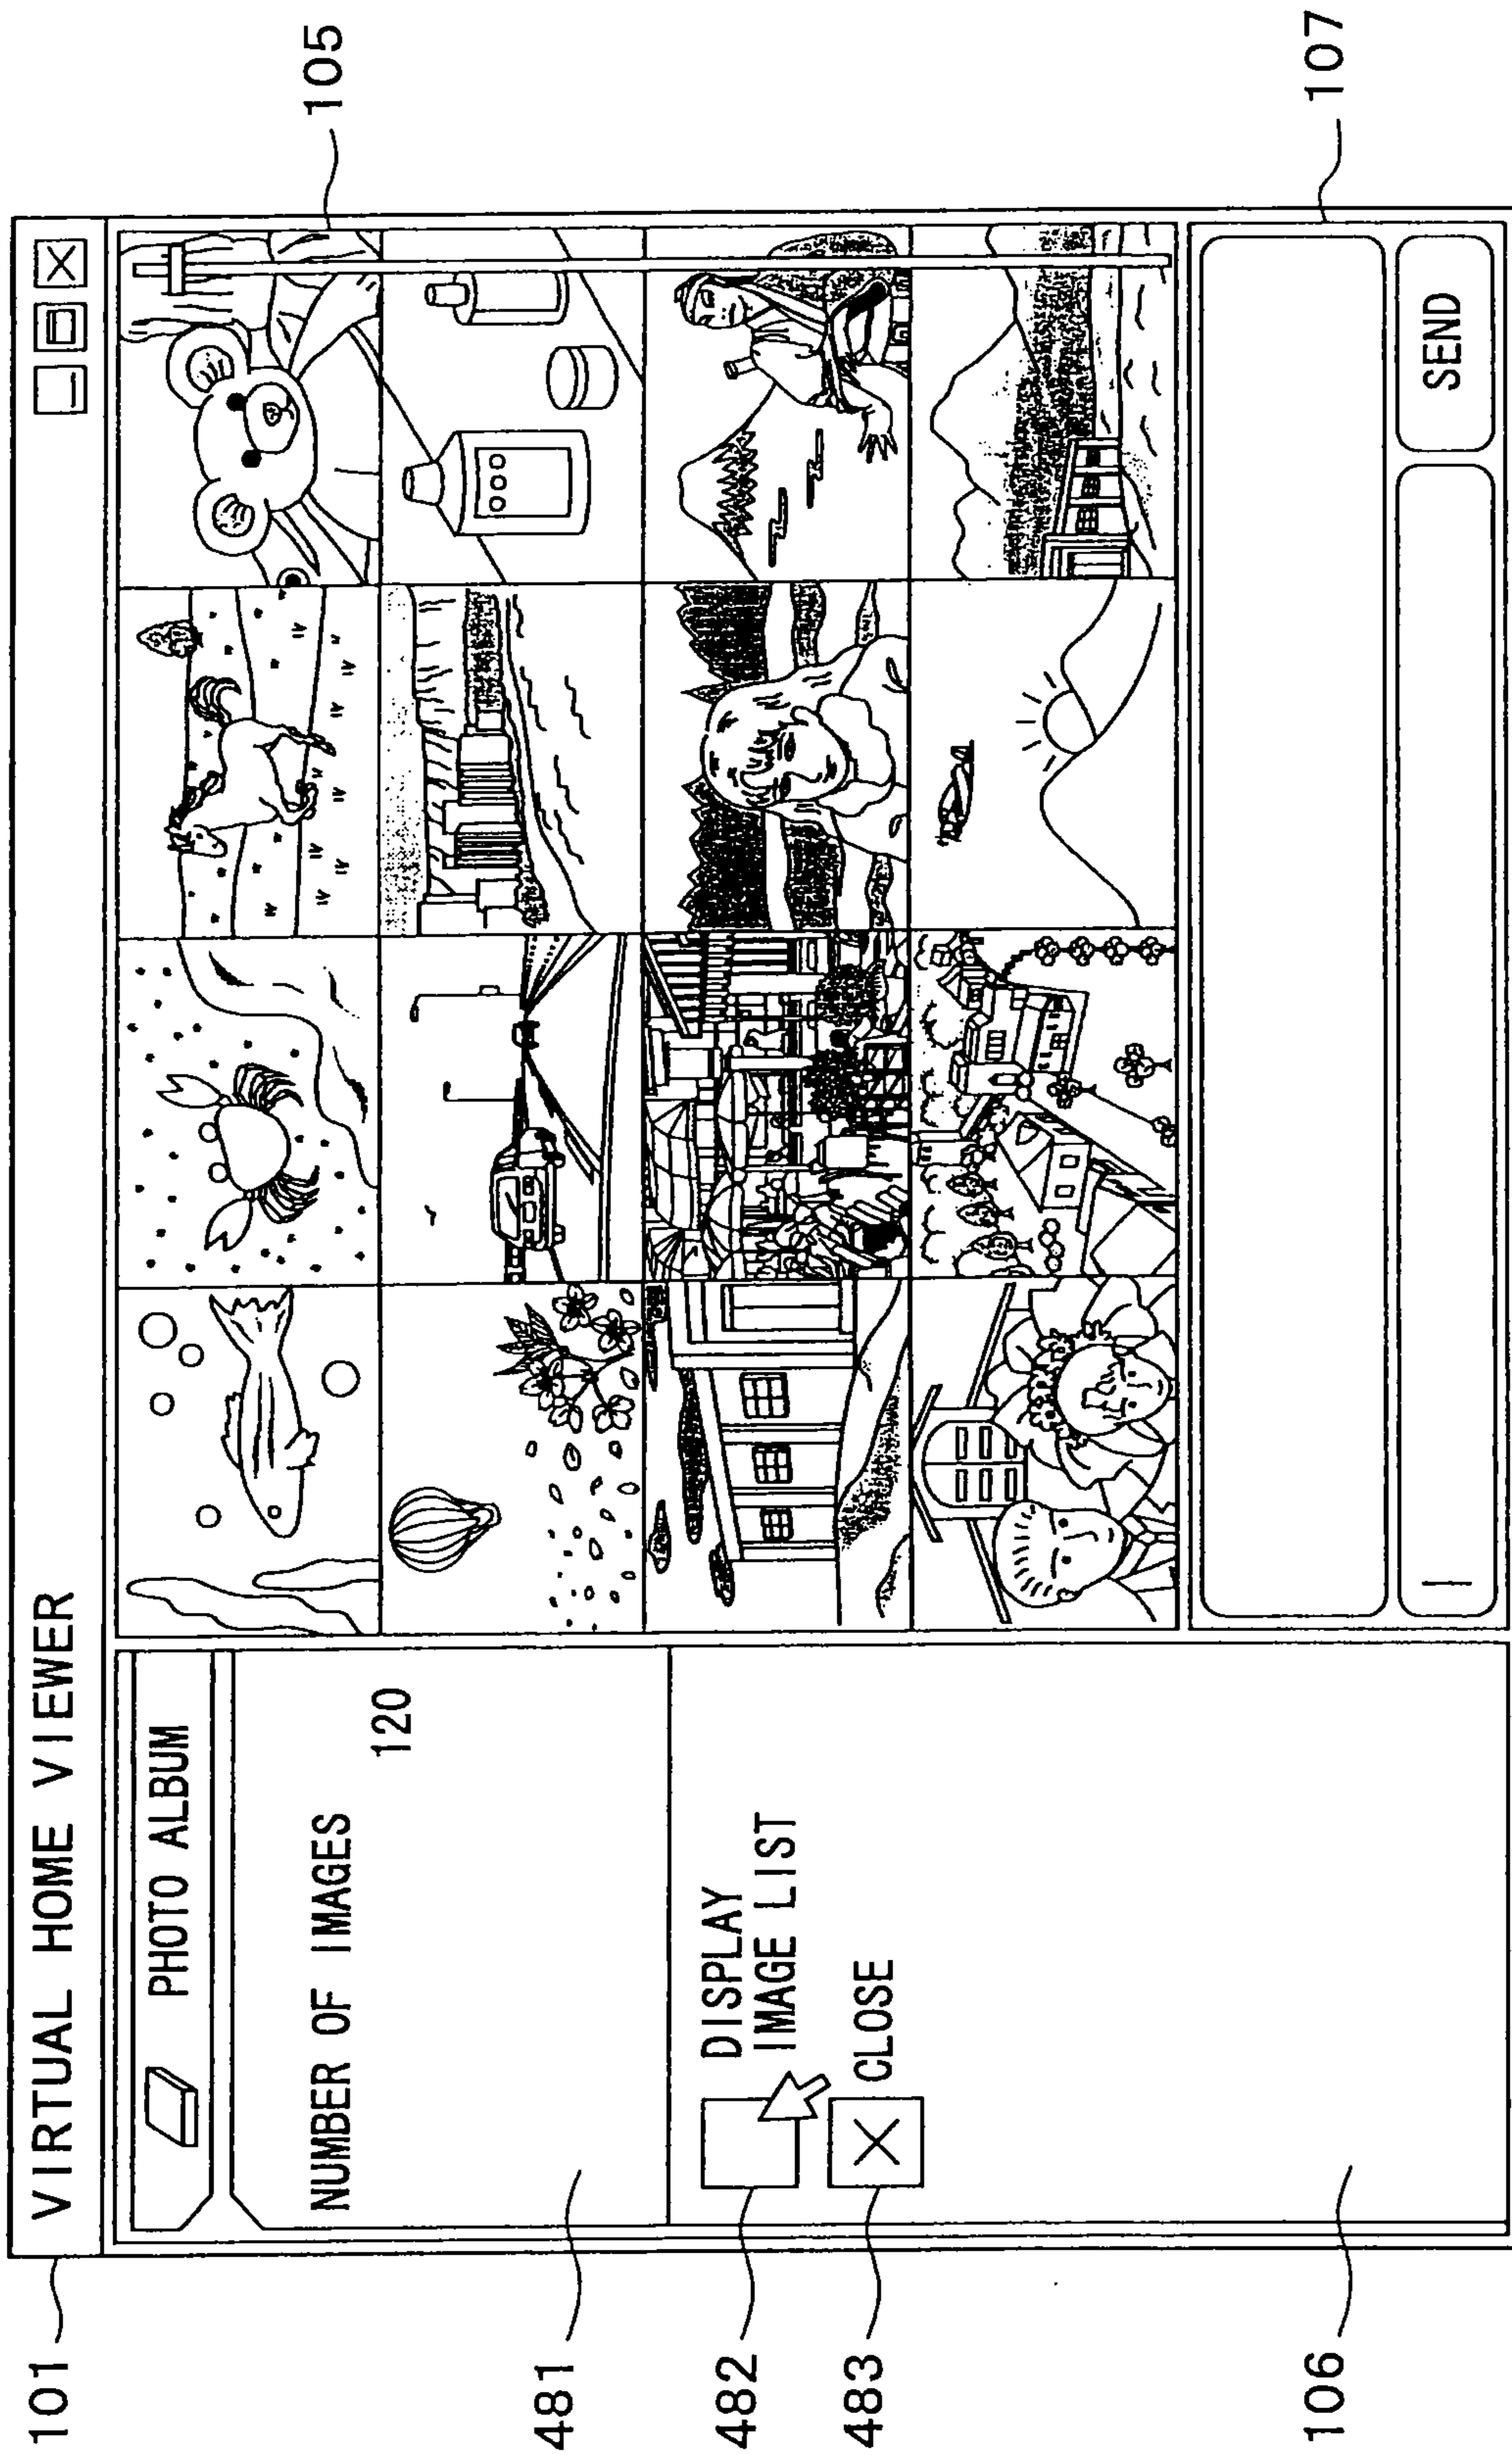 101
VIRTUAL HOME VIEWER
105
PHOTO ALBUM
NUMBER OF IMAGES
120
481
482
DISPLAY
IMAGE LIST
483
CLOSE
106
107
SEND